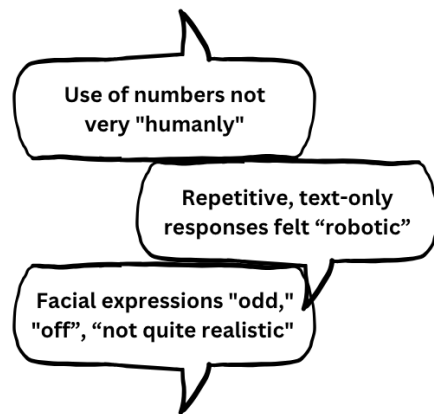 Use of numbers not
very "humanly"
Repetitive, text-only
responses felt “robotic”
Facial expressions "odd,"
"off”, “not quite realistic"